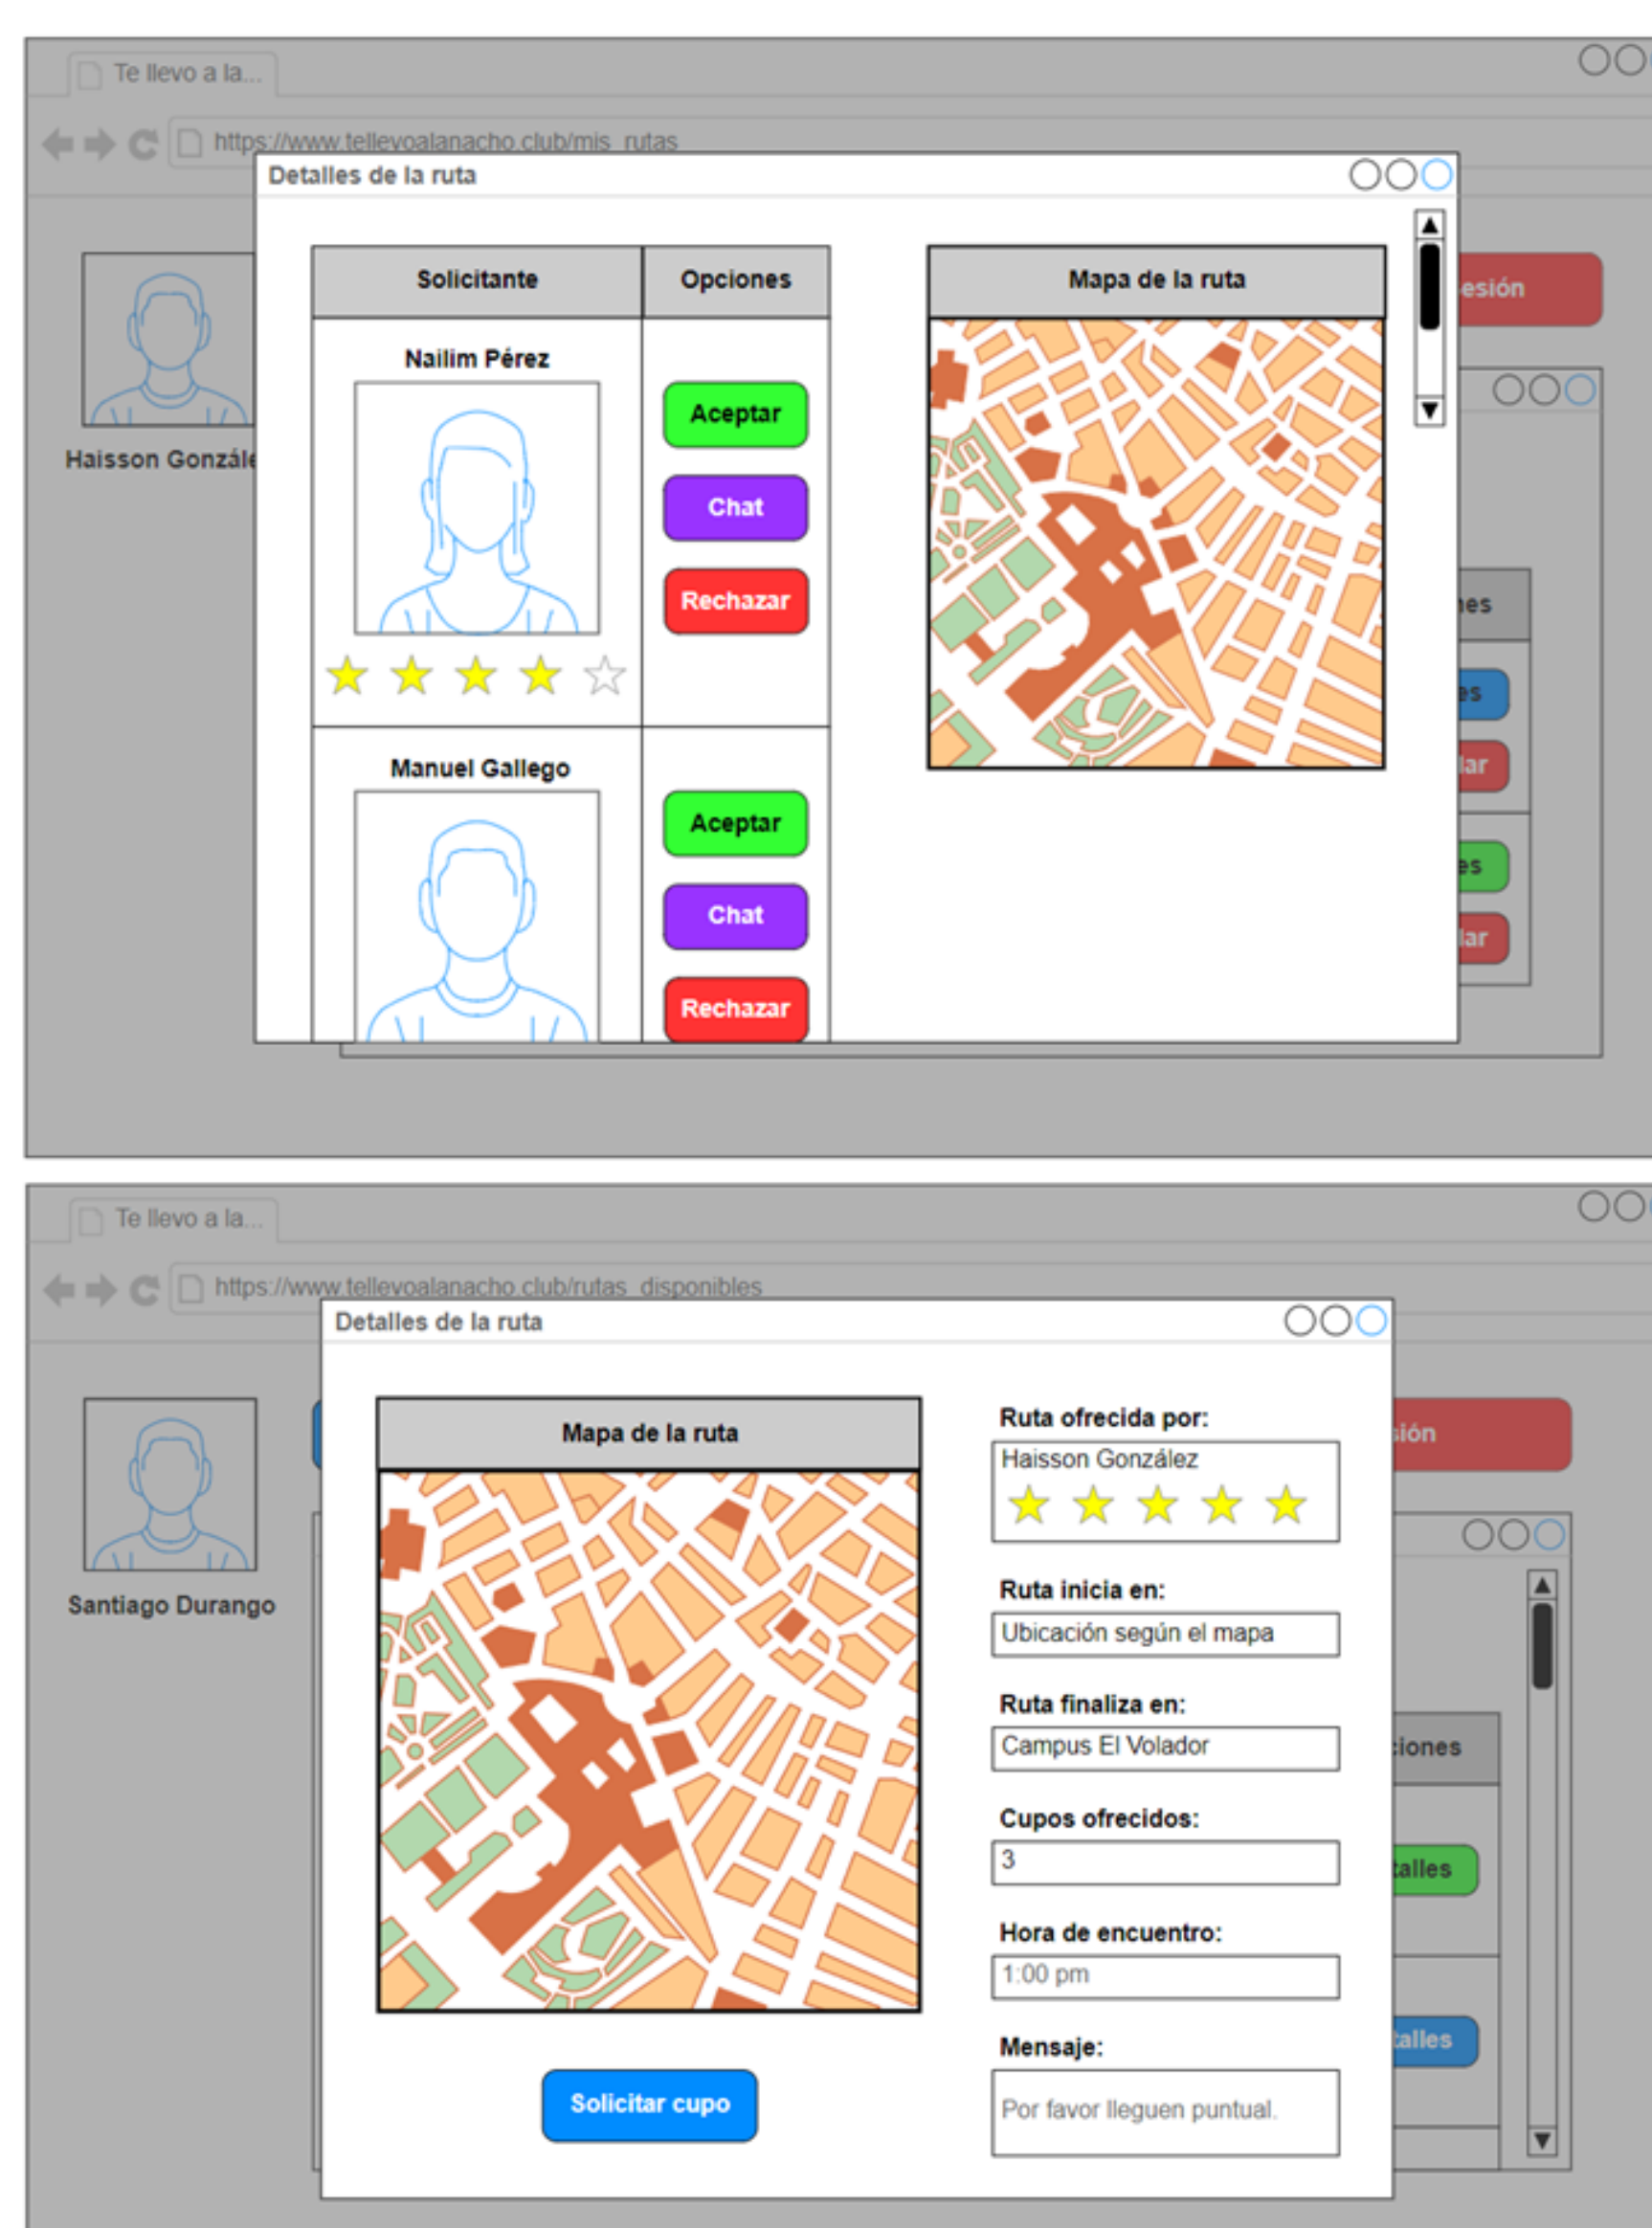 Te llevo a la...
https://www.tellevoalanacho.club/mis_rutas
Detalles de la ruta
Haisson Gonzále
Solicitante Opciones
Nailim Pérez
Aceptar
Chat
Rechazar
Manuel Gallego
Aceptar
Chat
Rechazar
Mapa de la ruta
esión
nes
es
lar
es
lar
Te llevo a la...
https://www.tellevoalanacho.club/rutas_disponibles
Detalles de la ruta
Santiago Durango
Mapa de la ruta
Solicitar cupo
Ruta ofrecida por:
Haisson González
Ruta inicia en:
Ubicación según el mapa
Ruta finaliza en:
Campus El Volador
Cupos ofrecidos:
3
Hora de encuentro:
1:00 pm
Mensaje:
Por favor lleguen puntual.
sión
ciones
talles
talles